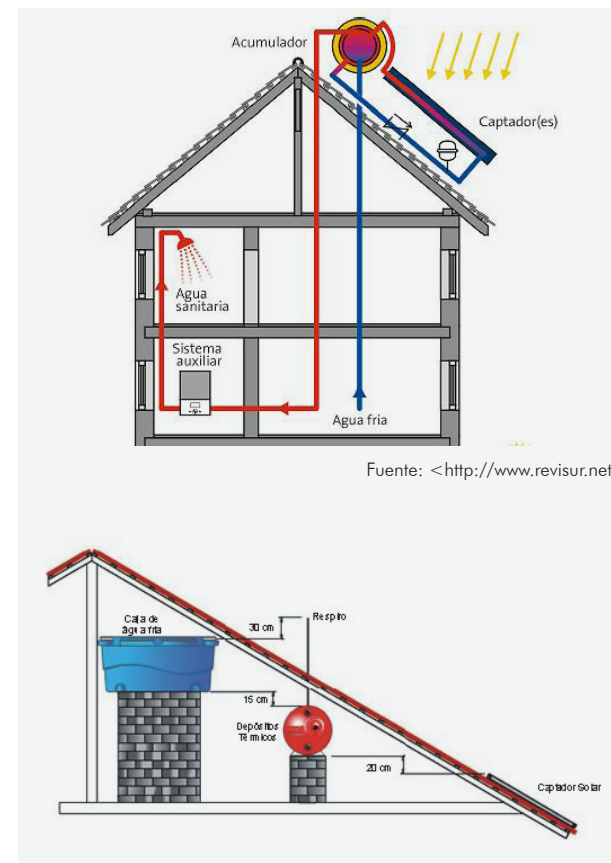 Acumulador
Captador(es)
Agua
sanitaria
Sistema
auxiliar
Agua fria
Fuente: <http://www.revisur.net
Caixa de
água fria
30 cm
Respiro
15 cm
Depósitos
Térmicos
20 cm
Captador Solar